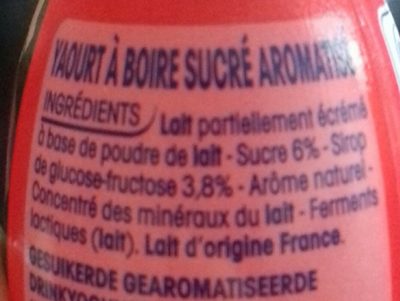 YAOURT À BOIRE SUCRÉ AROMATISÉ
INGRÉDIENTS
Lait partiellement écrémé
à base de poudre de lait - Sucre 6% - Sirop
de glucose-fructose 3,8% - Arôme naturel -
Concentré des minéraux du lait - Ferments
lactiques (lait). Lait d'origine France.
GESUIKERDE GEAROMATISEERDE